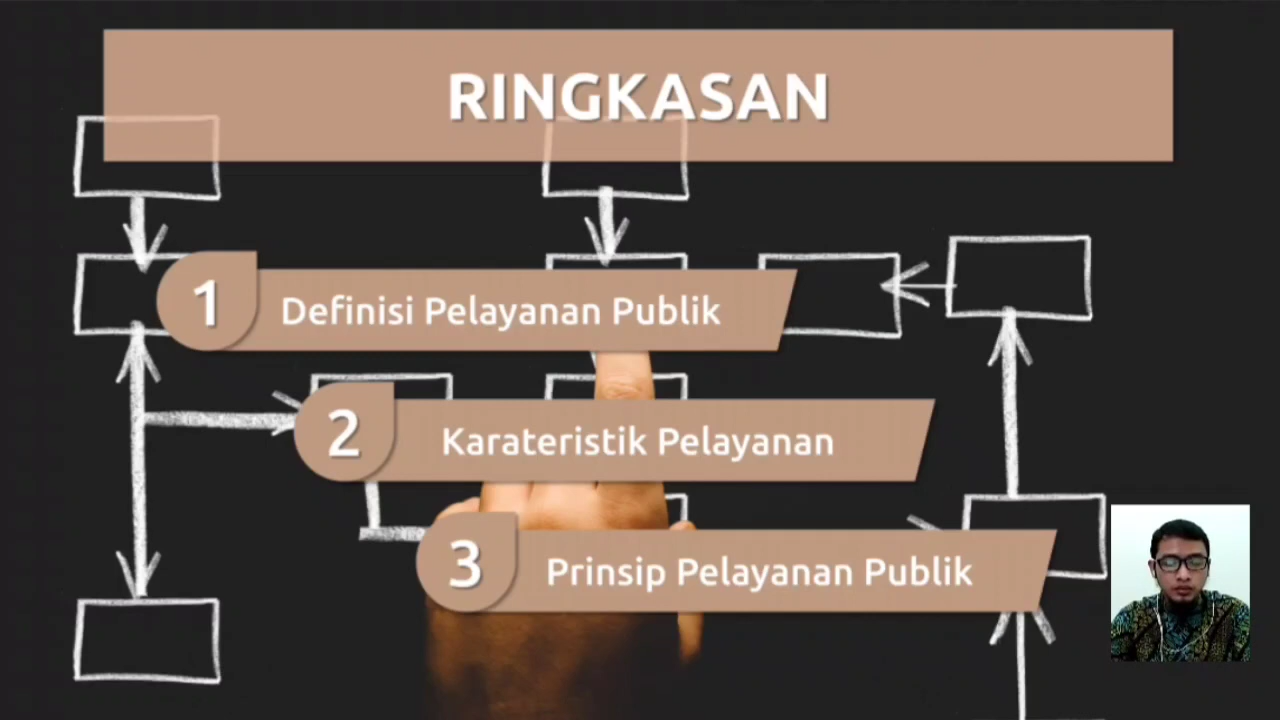 RINGKASAN
1
Definisi Pelayanan Publik
2
Karateristik Pelayanan
3
Prinsip Pelayanan Publik